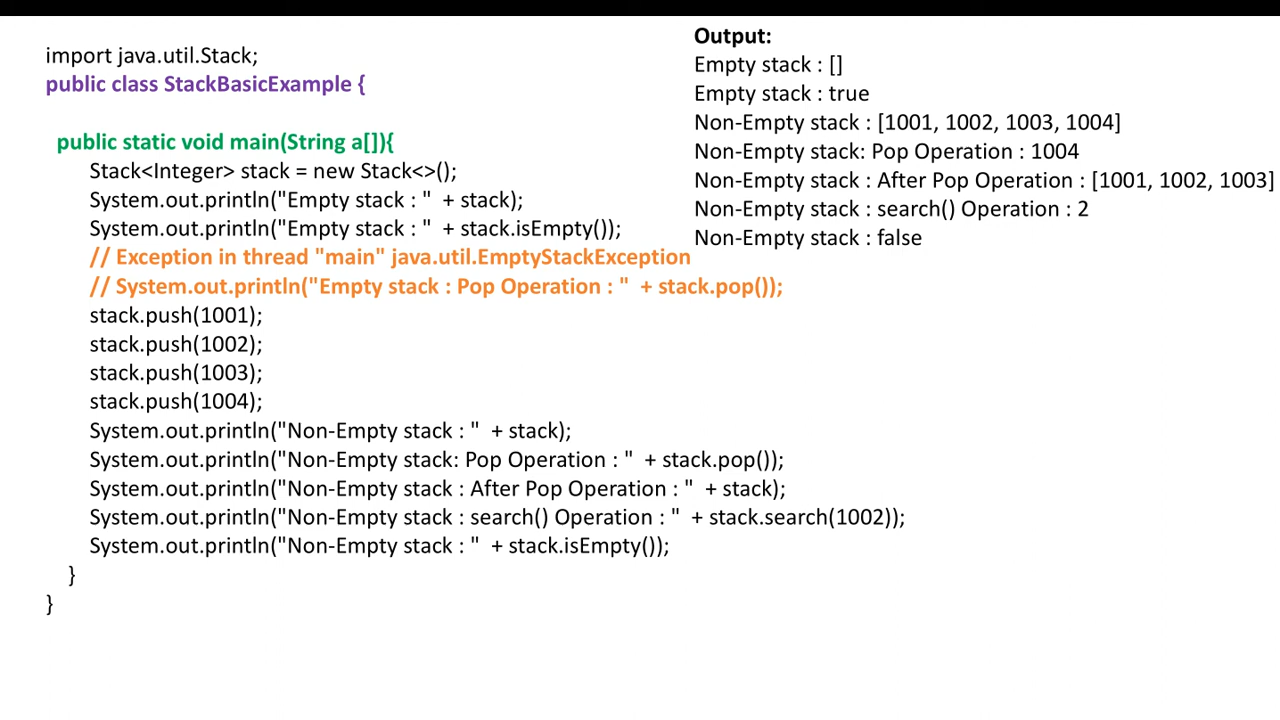 import java.util.Stack;
public class StackBasicExample {
public static void main(String a[]){
Stack<Integer> stack = new Stack<>();
System.out.println("Empty stack : "  + stack);
System.out.println("Empty stack : "  + stack.isEmpty());
// Exception in thread "main" java.util.EmptyStackException
// System.out.println("Empty stack : Pop Operation : "  + stack.pop());
stack.push(1001);
stack.push(1002);
stack.push(1003);
stack.push(1004);
System.out.println("Non-Empty stack : "  + stack);
System.out.println("Non-Empty stack: Pop Operation : "  + stack.pop());
System.out.println("Non-Empty stack : After Pop Operation : "  + stack);
System.out.println("Non-Empty stack : search() Operation : "  + stack.search(1002));
System.out.println("Non-Empty stack : "  + stack.isEmpty());
}
}
Output:
Empty stack : []
Empty stack : true
Non-Empty stack : [1001, 1002, 1003, 1004]
Non-Empty stack: Pop Operation : 1004
Non-Empty stack : After Pop Operation : [1001, 1002, 1003]
Non-Empty stack : search() Operation : 2
Non-Empty stack : false